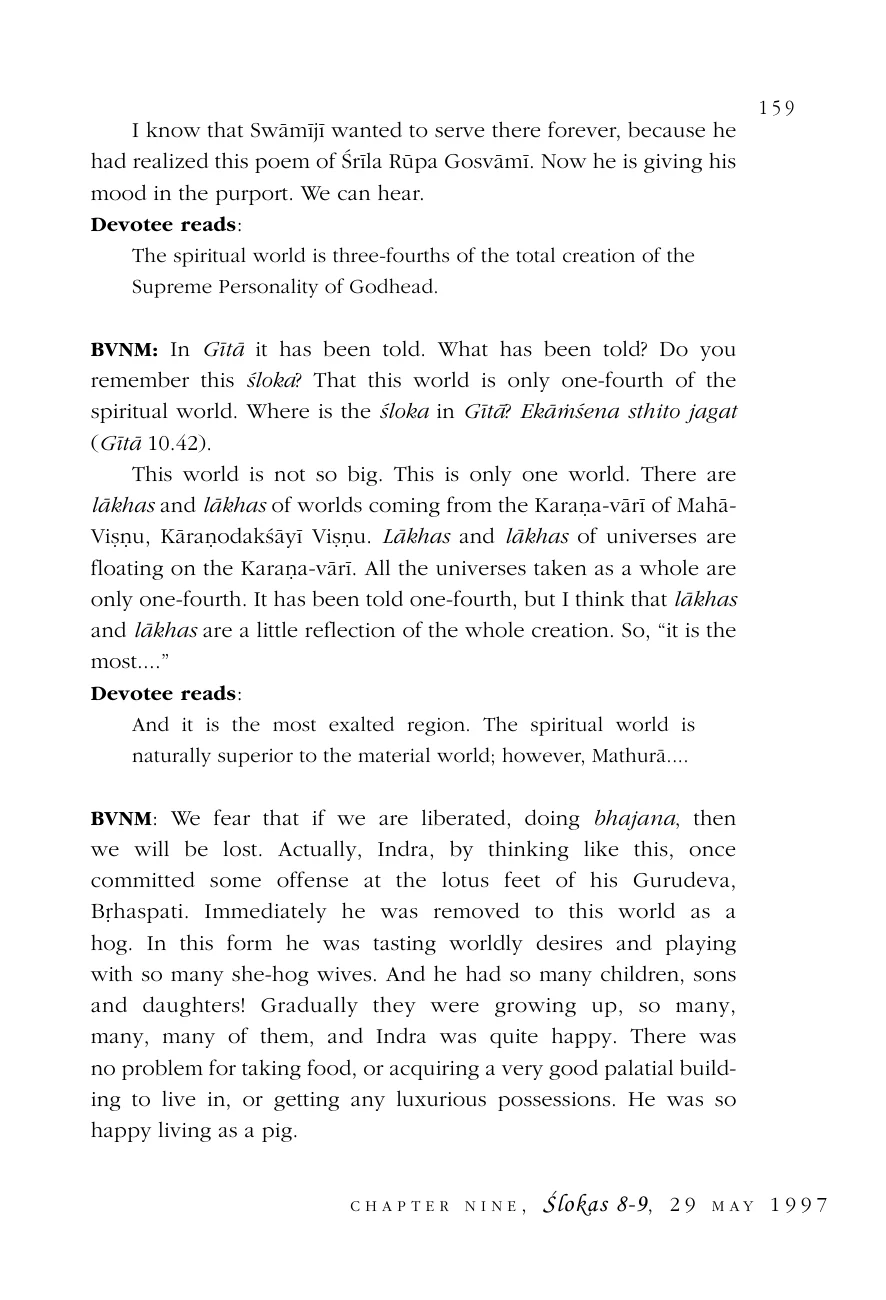 159
I know that Swāmījī wanted to serve there forever, because he
had realized this poem of Śrīla Rūpa Gosvāmī. Now he is giving his
mood in the purport. We can hear.
Devotee reads:
The spiritual world is three-fourths of the total creation of the
Supreme Personality of Godhead.
BVNM: In Gītā it has been told. What has been told? Do you
remember this śloka? That this world is only one-fourth of the
spiritual world. Where is the śloka in Gītā? Ekāṁśena sthito jagat
(Gītā 10.42).
This world is not so big. This is only one world. There are
lākhas and lākhas of worlds coming from the Karaṇa-vārī of Mahā-
Viṣṇu, Kāraṇodakśāyī Viṣṇu. Lākhas and lākhas of universes are
floating on the Karaṇa-vārī. All the universes taken as a whole are
only one-fourth. It has been told one-fourth, but I think that lākhas
and lākhas are a little reflection of the whole creation. So, “it is the
most....”
Devotee reads:
And it is the most exalted region. The spiritual world is
naturally superior to the material world; however, Mathurā....
BVNM: We fear that if we are liberated, doing bhajana, then
we will be lost. Actually, Indra, by thinking like this, once
committed some offense at the lotus feet of his Gurudeva,
Bṛhaspati. Immediately he was removed to this world as a
hog. In this form he was tasting worldly desires and playing
with so many she-hog wives. And he had so many children, sons
and daughters! Gradually they were growing up, so many,
many, many of them, and Indra was quite happy. There was
no problem for taking food, or acquiring a very good palatial build-
ing to live in, or getting any luxurious possessions. He was so
happy living as a pig.
CHAPTER NINE, Ślokas 8-9, 29 MAY 1997